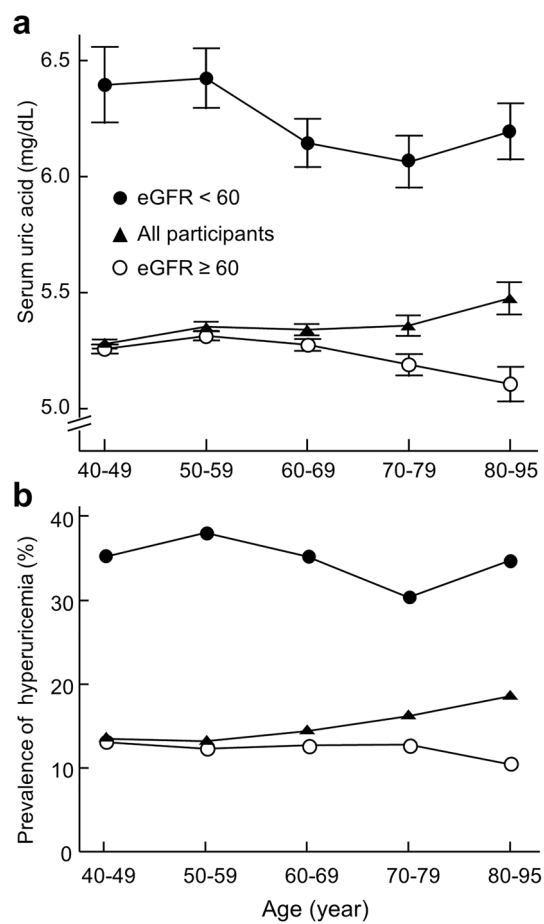 a
Serum uric acid (mg/dL)
6.5
6.0
5.5
5.0
eGFR < 60
All participants
eGFR ≥ 60
40-49 50-59 60-69 70-79 80-95
b
Prevalence of hyperuricemia (%)
40
30
20
10
0
40-49 50-59 60-69 70-79 80-95
Age (year)